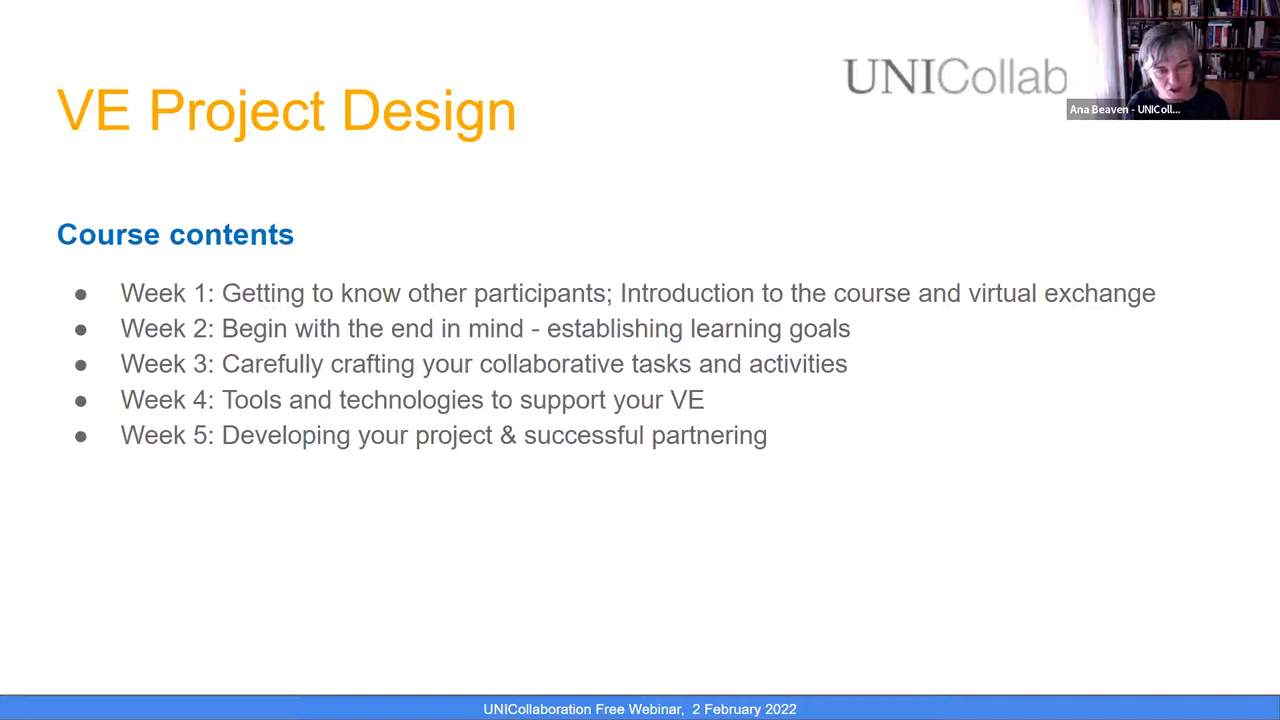 UNICollab
Ana Beaven - UNIColl...
VE Project Design
Course contents
● Week 1: Getting to know other participants; Introduction to the course and virtual exchange
● Week 2: Begin with the end in mind - establishing learning goals
● Week 3: Carefully crafting your collaborative tasks and activities
● Week 4: Tools and technologies to support your VE
● Week 5: Developing your project & successful partnering
UNICollaboration Free Webinar, 2 February 2022